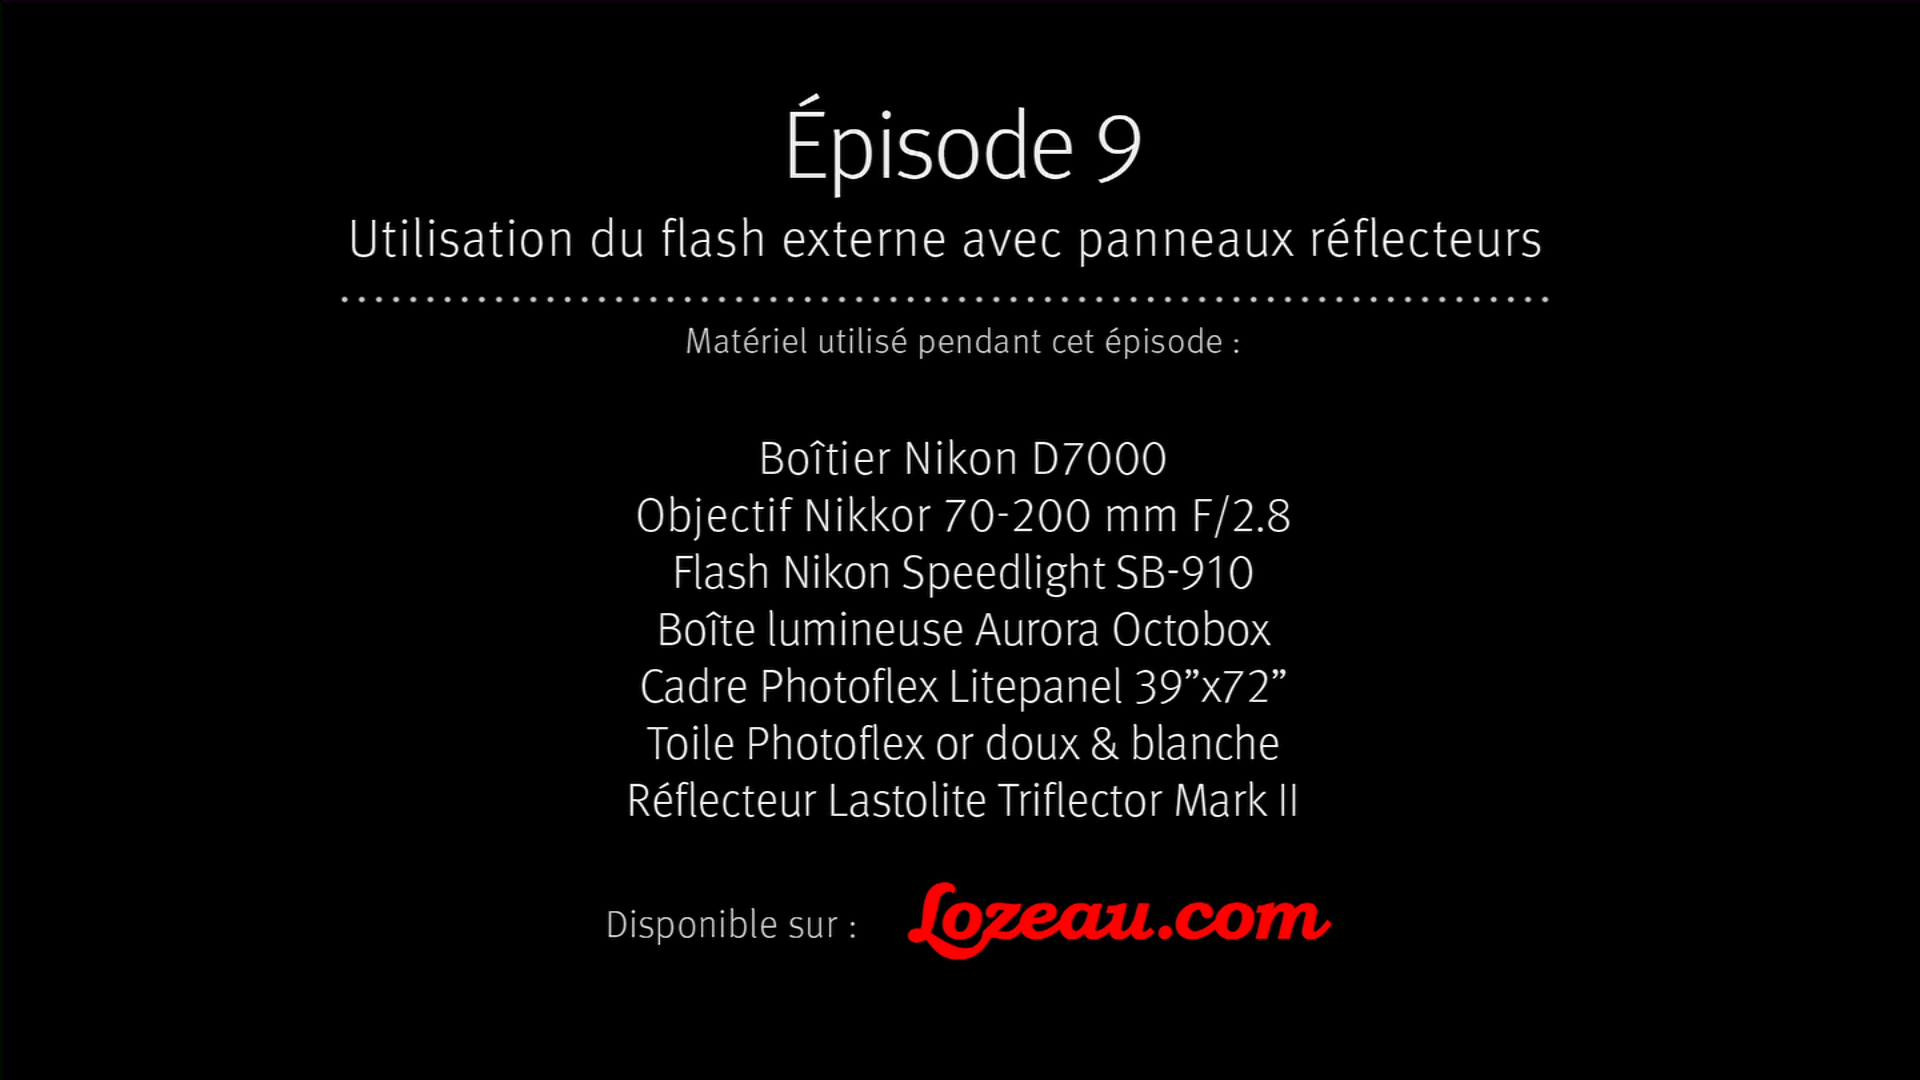 Épisode 9
Utilisation du flash externe avec panneaux réflecteurs
Matériel utilisé pendant cet épisode :
Boîtier Nikon D7000
Objectif Nikkor 70-200 mm F/2.8
Flash Nikon Speedlight SB-910
Boîte lumineuse Aurora Octobox
Cadre Photoflex Litepanel 39”x72”
Toile Photoflex or doux & blanche
Réflecteur Lastolite Triflector Mark II
Disponible sur : Lozeau.com